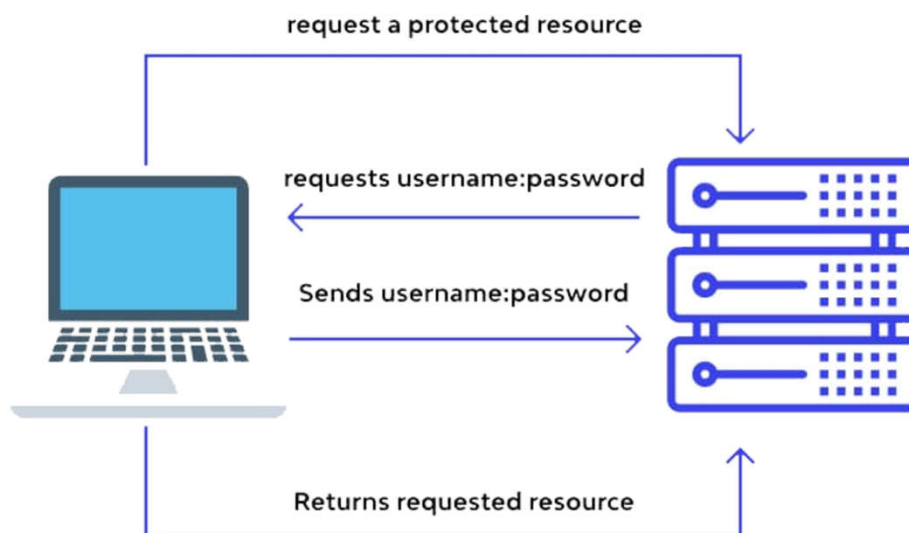 request a protected resource
requests username:password
Sends username:password
Returns requested resource